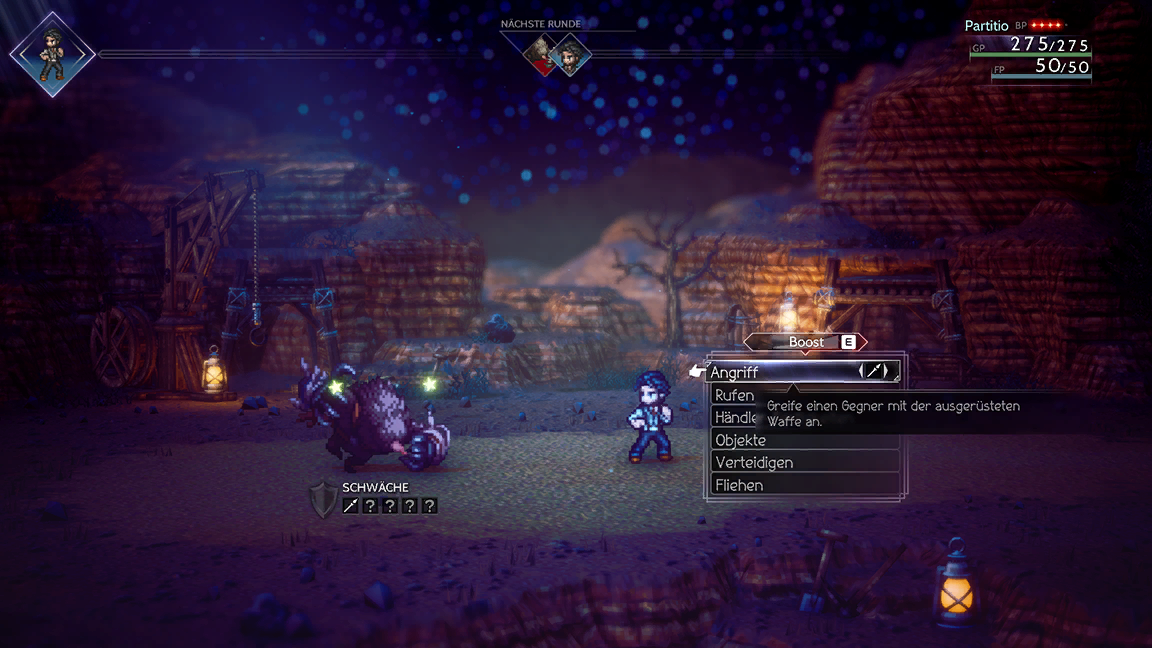 NÄCHSTE RUNDE
Partitio BP
GP 275/275
FP 50/50
Boost E
Angriff
Rufen
Händle
Greife einen Gegner mit der ausgerüsteten
Waffe an.
Objekte
Verteidigen
Fliehen
SCHWÄCHE
? ? ? ?